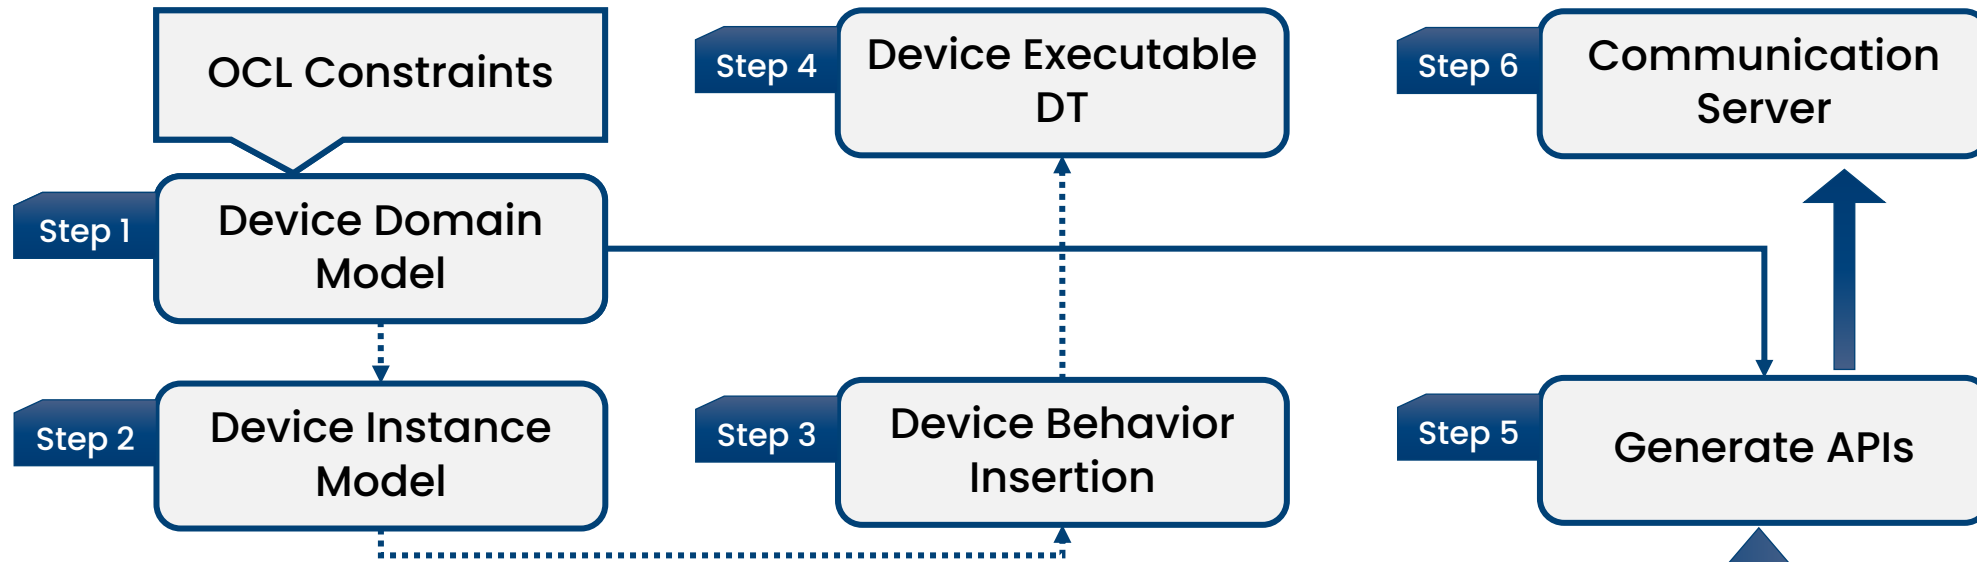 OCL Constraints
Step 1
Device Domain
Model
Step 2
Device Instance
Model
Step 4
Device Executable
DT
Step 3
Device Behavior
Insertion
Step 6
Communication
Server
Step 5
Generate APIs